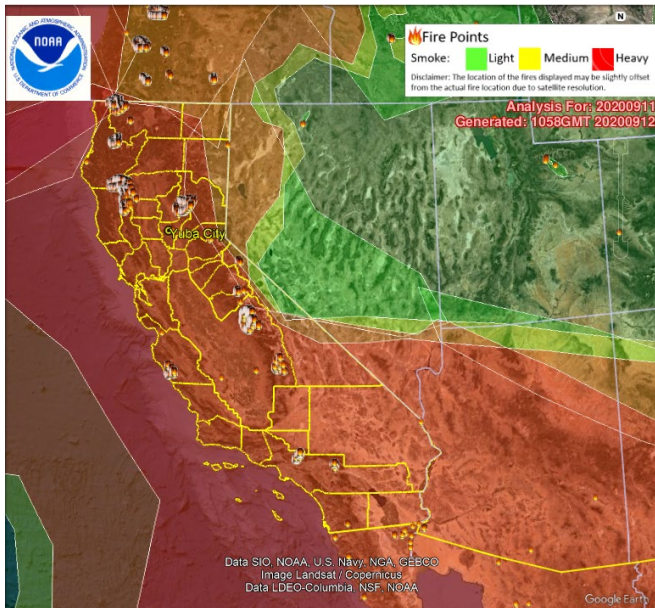 NATIONAL OCEANIC AND ATMOSPHERIC ADMINISTRATION
NOAA
U.S. DEPARTMENT OF COMMERCE
N
Fire Points
Smoke: Light Medium Heavy
Disclaimer: The location of the fires displayed may be slightly offset
from the actual fire location due to satellite resolution.
Analysis For: 20200911
Generated: 1058GMT 20200912
Yuba City
Data SIO, NOAA, U.S. Navy, NGA, GEBCO
Image Landsat / Copernicus
Data LDEO-Columbia, NSF, NOAA
Google Earth